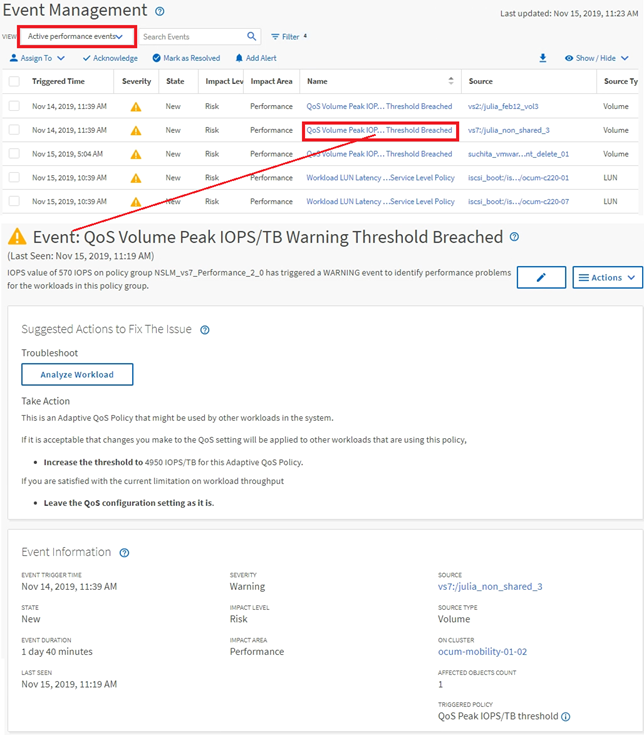 Event Management
Last updated: Nov 15, 2019, 11:23 AM
VIEW Active performance events Search Events Filter
Assign To Acknowledge Mark as Resolved Add Alert Show / Hide
Triggered Time Severity State Impact Lev Impact Area Name Source Source Ty
Nov 14, 2019, 11:39 AM New Risk Performance QoS Volume Peak IOP... Threshold Breached vs2:/julia_feb12_vol3 Volume
Nov 14, 2019, 11:39 AM New Risk Performance QoS Volume Peak IOP... Threshold Breached vs7:/julia_non_shared_3 Volume
Nov 15, 2019, 5:04 AM New Risk Performance QoS Volume Peak IOP... Threshold Breached suchita_vmwar..._nt_delete_01 Volume
Nov 15, 2019, 10:39 AM New Risk Performance Workload LUN Latency ...Service Level Policy iscsi_boot:/is.../ocum-c220-01 LUN
Nov 15, 2019, 10:39 AM New Risk Performance Workload LUN Latency ...Service Level Policy iscsi_boot:/is.../ocum-c220-07 LUN
Event: QoS Volume Peak IOPS/TB Warning Threshold Breached
(Last Seen: Nov 15, 2019, 11:19 AM)
IOPS value of 570 IOPS on policy group NSLM_vs7_Performance_2_0 has triggered a WARNING event to identify performance problems
for the workloads in this policy group.
Actions
Suggested Actions to Fix The Issue
Troubleshoot
Analyze Workload
Take Action
This is an Adaptive QoS Policy that might be used by other workloads in the system.
If it is acceptable that changes you make to the QoS setting will be applied to other workloads that are using this policy,
• Increase the threshold to 4950 IOPS/TB for this Adaptive QoS Policy.
If you are satisfied with the current limitation on workload throughput
• Leave the QoS configuration setting as it is.
Event Information
EVENT TRIGGER TIME SEVERITY SOURCE
Nov 14, 2019, 11:39 AM Warning vs7:/julia_non_shared_3
STATE IMPACT LEVEL SOURCE TYPE
New Risk Volume
EVENT DURATION IMPACT AREA ON CLUSTER
1 day 40 minutes Performance ocum-mobility-01-02
LAST SEEN AFFECTED OBJECTS COUNT
Nov 15, 2019, 11:19 AM 1
TRIGGERED POLICY
QoS Peak IOPS/TB threshold